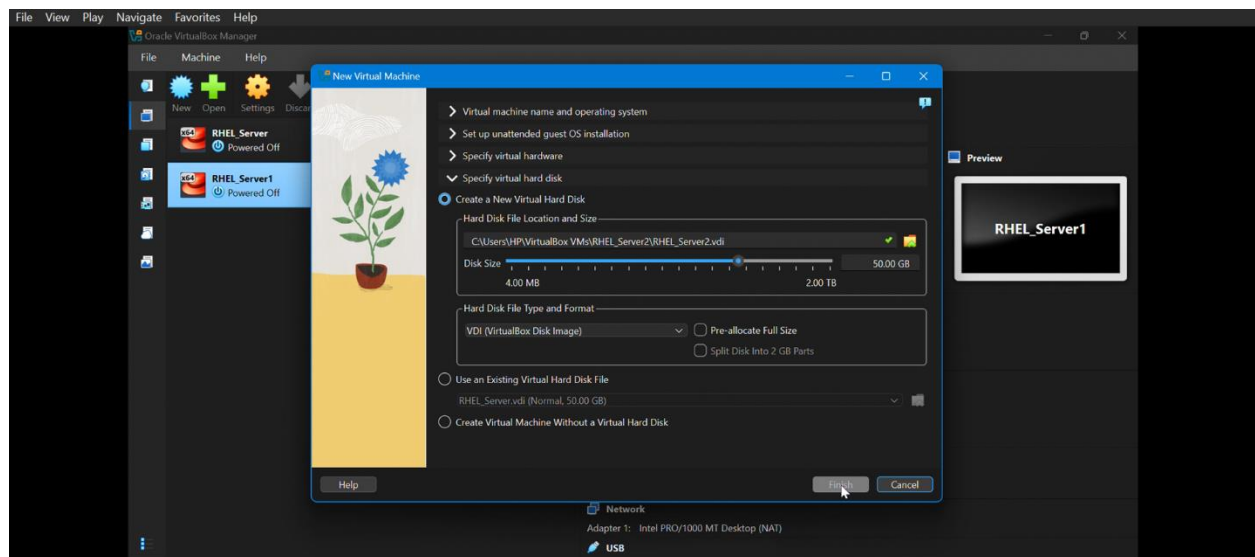 File View Play Navigate Favorites Help
Oracle VirtualBox Manager
File Machine Help
New Open Settings
New Virtual Machine
RHEL_Server
Powered Off
RHEL_Server1
Powered Off
Virtual machine name and operating system
Set up unattended guest OS installation
Specify virtual hardware
Specify virtual hard disk
Create a New Virtual Hard Disk
Hard Disk File Location and Size
C:\Users\HP\VirtualBox VMs\RHEL_Server2\RHEL_Server2.vdi
Disk Size 50.00 GB
4.00 MB 2.00 TB
Hard Disk File Type and Format
VDI (VirtualBox Disk Image) Pre-allocate Full Size
Split Disk Into 2 GB Parts
Use an Existing Virtual Hard Disk File
RHEL_Server.vdi (Normal, 50.00 GB)
Create Virtual Machine Without a Virtual Hard Disk
Help Finish Cancel
Preview
RHEL_Server1
Network
Adapter 1: Intel PRO/1000 MT Desktop (NAT)
USB